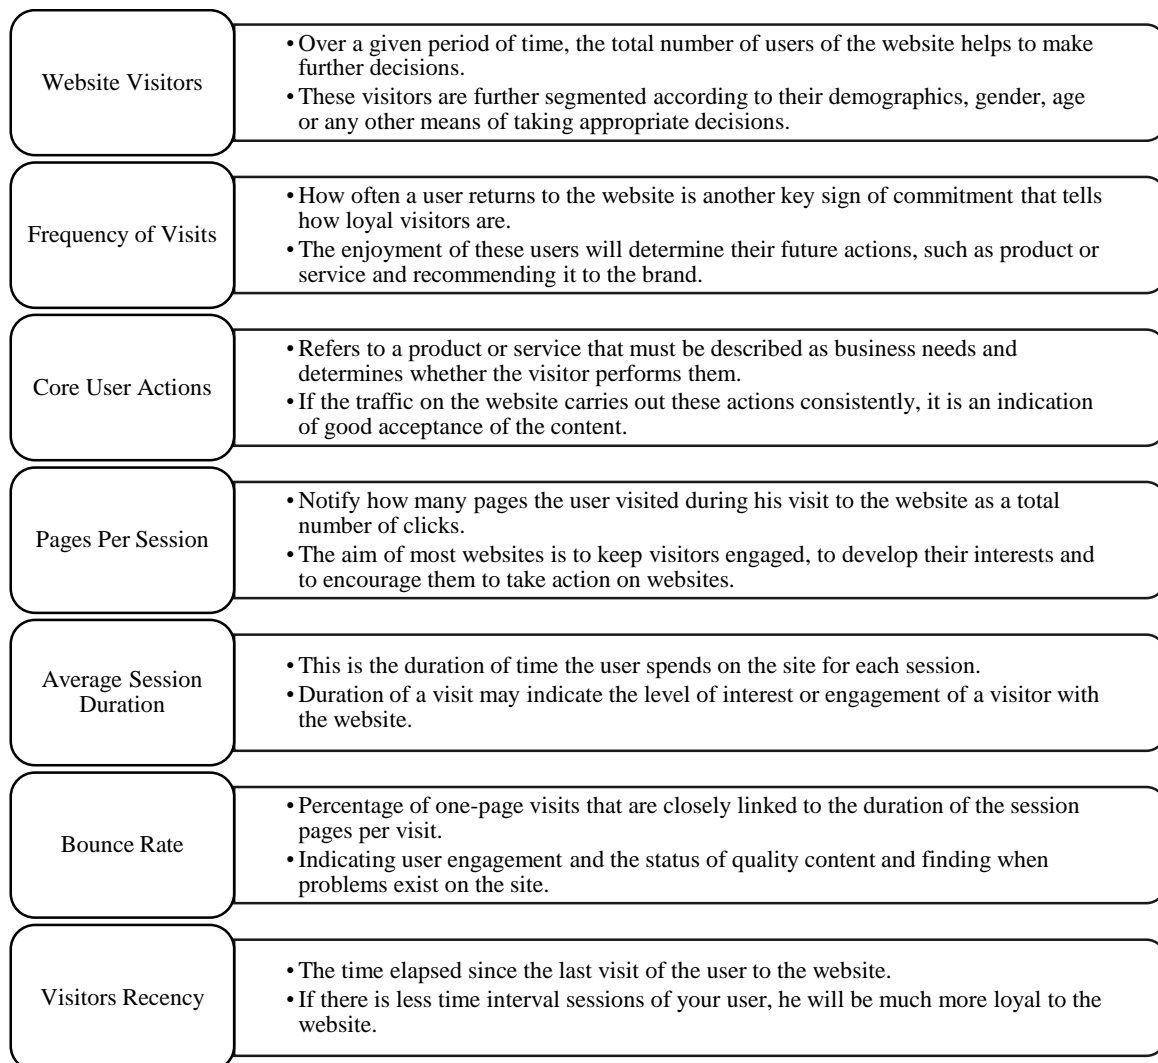 Website Visitors
• Over a given period of time, the total number of users of the website helps to make
further decisions.
• These visitors are further segmented according to their demographics, gender, age
or any other means of taking appropriate decisions.
Frequency of Visits
• How often a user returns to the website is another key sign of commitment that tells
how loyal visitors are.
• The enjoyment of these users will determine their future actions, such as product or
service and recommending it to the brand.
Core User Actions
• Refers to a product or service that must be described as business needs and
determines whether the visitor performs them.
• If the traffic on the website carries out these actions consistently, it is an indication
of good acceptance of the content.
Pages Per Session
• Notify how many pages the user visited during his visit to the website as a total
number of clicks.
• The aim of most websites is to keep visitors engaged, to develop their interests and
to encourage them to take action on websites.
Average Session
Duration
• This is the duration of time the user spends on the site for each session.
• Duration of a visit may indicate the level of interest or engagement of a visitor with
the website.
Bounce Rate
• Percentage of one-page visits that are closely linked to the duration of the session
pages per visit.
• Indicating user engagement and the status of quality content and finding when
problems exist on the site.
Visitors Recency
• The time elapsed since the last visit of the user to the website.
• If there is less time interval sessions of your user, he will be much more loyal to the
website.